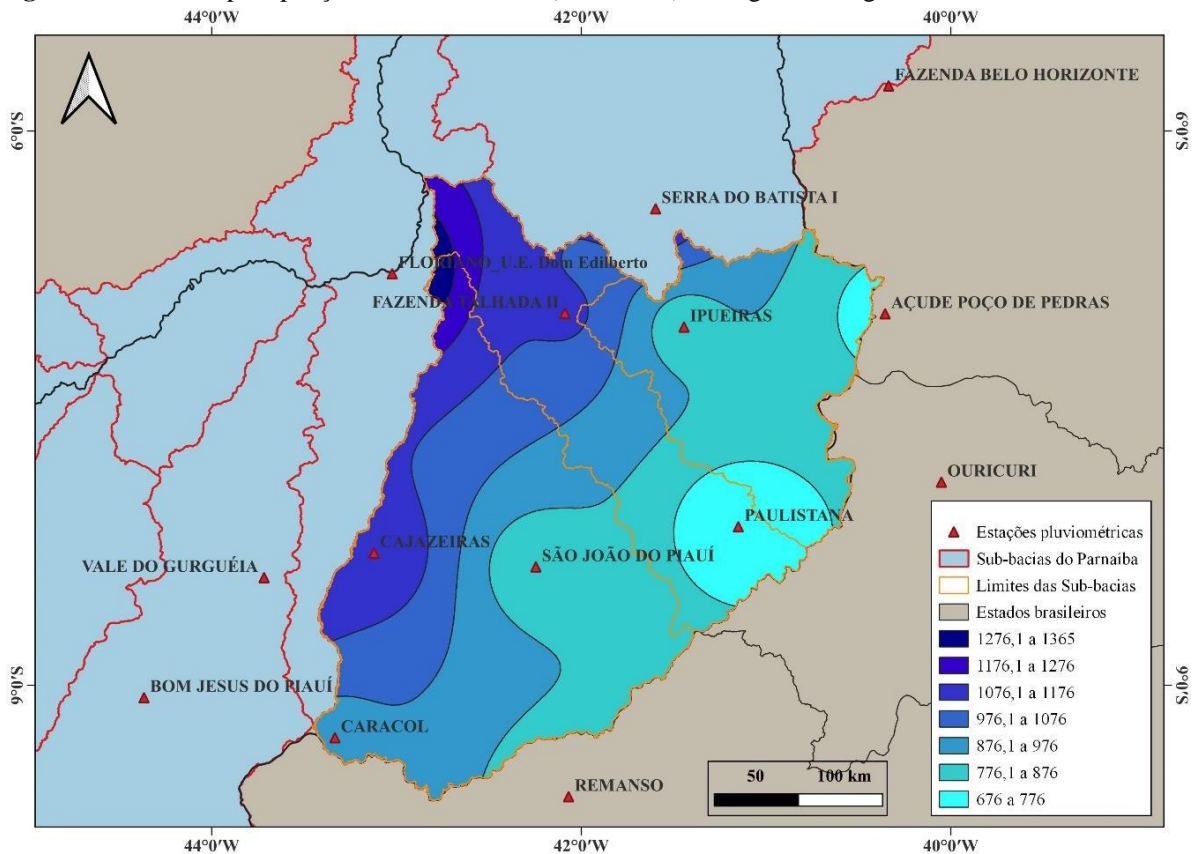 44°0'W 42°0'W 40°0'W
FAZENDA BELO HORIZONTE
6°0'S 6°0'S
SERRA DO BATISTA I
FLORIANO_U.E. Dom Edilberto
FAZENDA TALHADA II
IPUEIRAS
AÇUDE POÇO DE PEDRAS
OURICURI
PAULISTANA
CAJAZEIRAS
SÃO JOÃO DO PIAUÍ
VALE DO GURGUÉIA
BOM JESUS DO PIAUÍ
9°0'S 9°0'S
CARACOL
REMANSO
50 100 km
Estações pluviométricas
Sub-bacias do Parnaíba
Limites das Sub-bacias
Estados brasileiros
1276,1 a 1365
1176,1 a 1276
1076,1 a 1176
976,1 a 1076
876,1 a 976
776,1 a 876
676 a 776
44°0'W 42°0'W 40°0'W